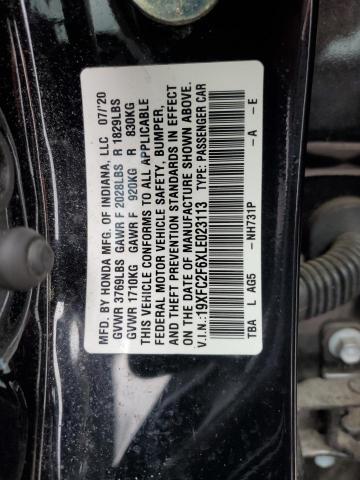 MFG. BY HONDA MFG. OF INDIANA, LLC 07/'20
GVWR 3769LBS GAWR F 2028LBS R 1829LBS
GVWR 1710KG GAWR F 920KG R 830KG
THIS VEHICLE CONFORMS TO ALL APPLICABLE
FEDERAL MOTOR VEHICLE SAFETY, BUMPER,
AND THEFT PREVENTION STANDARDS IN EFFECT
ON THE DATE OF MANUFACTURE SHOWN ABOVE.
V.I.N.:19XFC2F6XLE023113 TYPE: PASSENGER CAR
TBA L AG5 -NH731P -A -E